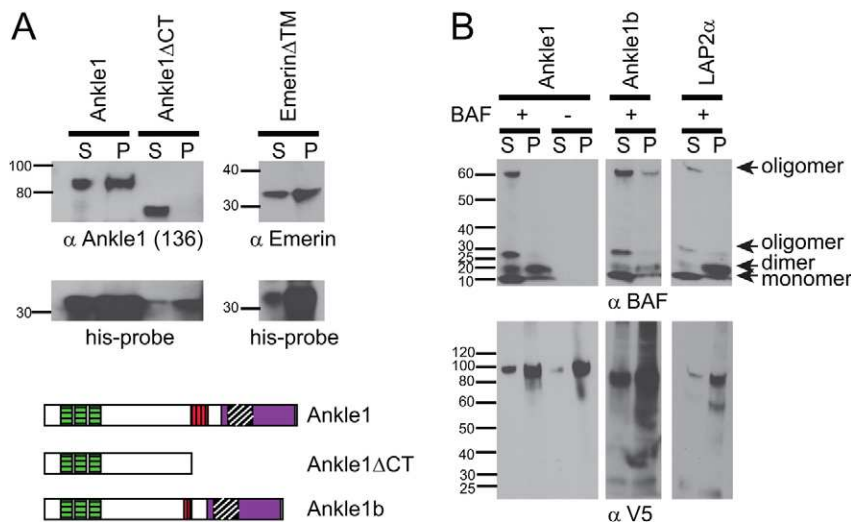 A
Ankle1
Ankle1ΔCT
EmerinΔTM
S P S P
S P
100
80
40
30
α Ankle1 (136)
α Emerin
30
30
his-probe
his-probe
Ankle1
Ankle1ΔCT
Ankle1b
B
Ankle1
Ankle1b
LAP2α
BAF + - + +
S P S P S P S P
60
30
25
20
10
oligomer
oligomer
dimer
monomer
α BAF
120
100
80
60
50
40
30
25
α V5